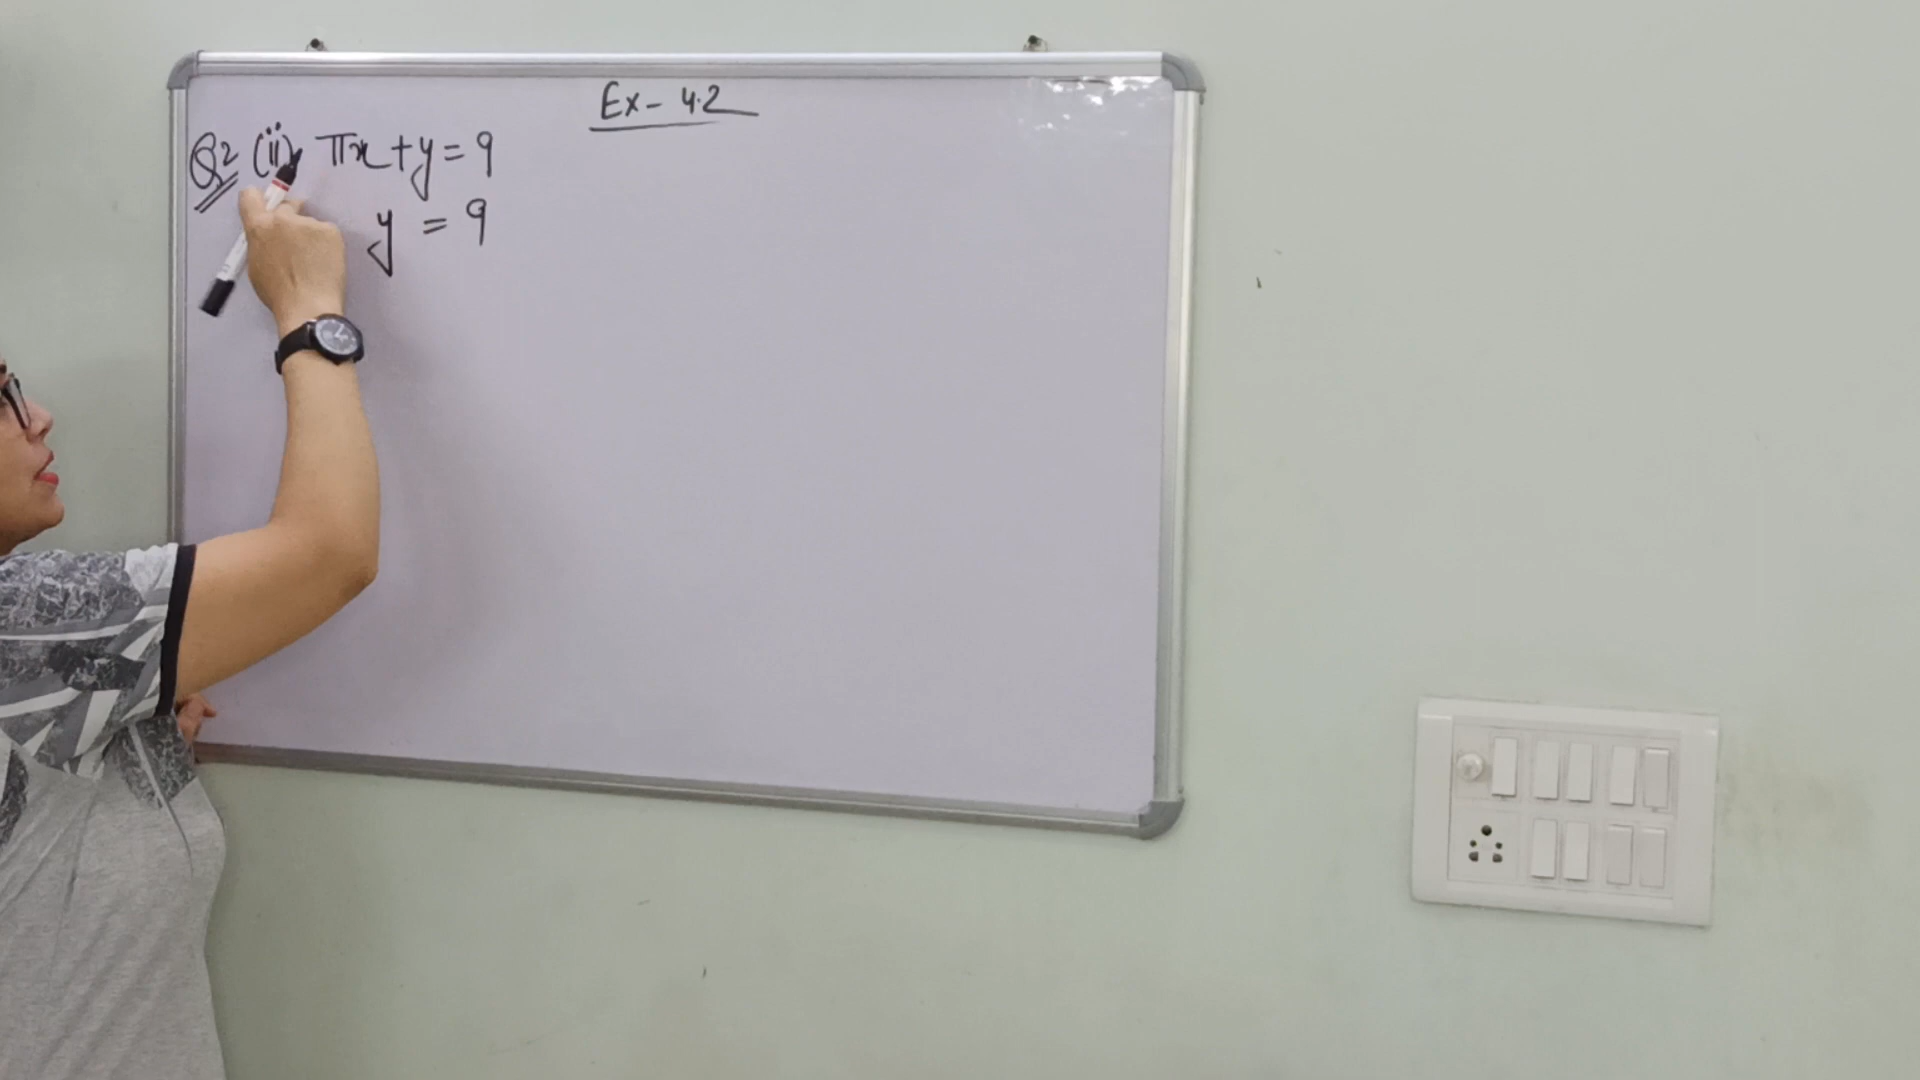 Ex - 4.2
Q2 (ii) πx + y = 9
y = 9